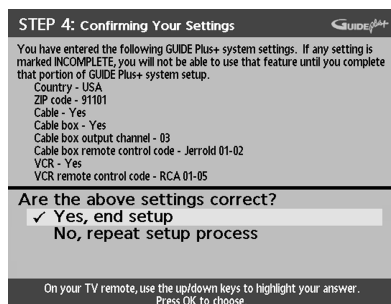 STEP 4: Confirming Your Settings
GUIDE plus+
You have entered the following GUIDE Plus+ system settings. If any setting is
marked INCOMPLETE, you will not be able to use that feature until you complete
that portion of GUIDE Plus+ system setup.
Country - USA
ZIP code - 91101
Cable - Yes
Cable box - Yes
Cable box output channel - 03
Cable box remote control code - Jerrold 01-02
VCR - Yes
VCR remote control code - RCA 01-05
Are the above settings correct?
✓ Yes, end setup
No, repeat setup process
On your TV remote, use the up/down keys to highlight your answer.
Press OK to choose